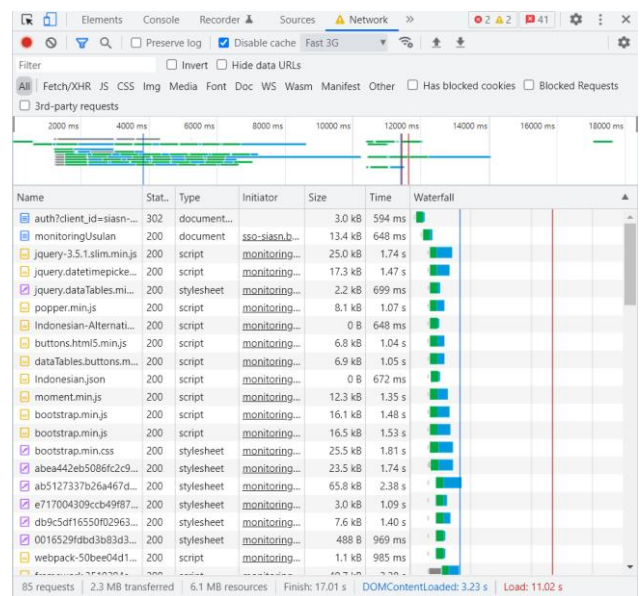 Elements Console Recorder Sources Network »  2  2  41
Preserve log Disable cache Fast 3G
Filter Invert Hide data URLs
All Fetch/XHR JS CSS Img Media Font Doc WS Wasm Manifest Other Has blocked cookies Blocked Requests
3rd-party requests
2000 ms 4000 ms 6000 ms 8000 ms 10000 ms 12000 ms 14000 ms 16000 ms 18000 ms
Name Stat.. Type Initiator Size Time Waterfall
auth?client_id=siasn-... 302 document... 3.0 kB 594 ms
monitoringUsulan 200 document sso-siasn.b... 13.4 kB 648 ms
jquery-3.5.1.slim.min.js 200 script monitoring... 25.0 kB 1.74 s
jquery.datetimepicke... 200 script monitoring... 17.3 kB 1.47 s
jquery.dataTables.mi... 200 stylesheet monitoring... 2.2 kB 699 ms
popper.min.js 200 script monitoring... 8.1 kB 1.07 s
Indonesian-Alternati... 200 script monitoring... 0 B 648 ms
buttons.html5.min.js 200 script monitoring... 6.8 kB 1.04 s
dataTables.buttons.m... 200 script monitoring... 6.9 kB 1.05 s
Indonesian.json 200 script monitoring... 0 B 672 ms
moment.min.js 200 script monitoring... 12.3 kB 1.35 s
bootstrap.min.js 200 script monitoring... 16.1 kB 1.48 s
bootstrap.min.js 200 script monitoring... 16.5 kB 1.53 s
bootstrap.min.css 200 stylesheet monitoring... 25.5 kB 1.81 s
abea442eb5086fc2c9... 200 stylesheet monitoring... 23.5 kB 1.74 s
ab5127337b26a467d... 200 stylesheet monitoring... 65.8 kB 2.38 s
e717004309ccb49f87... 200 stylesheet monitoring... 3.0 kB 1.09 s
db9c5df16550f02963... 200 stylesheet monitoring... 7.6 kB 1.40 s
0016529fdbd3b83d3... 200 stylesheet monitoring... 488 B 969 ms
webpack-50bee04d1... 200 script monitoring... 1.1 kB 985 ms
85 requests 2.3 MB transferred 6.1 MB resources Finish: 17.01 s DOMContentLoaded: 3.23 s Load: 11.02 s